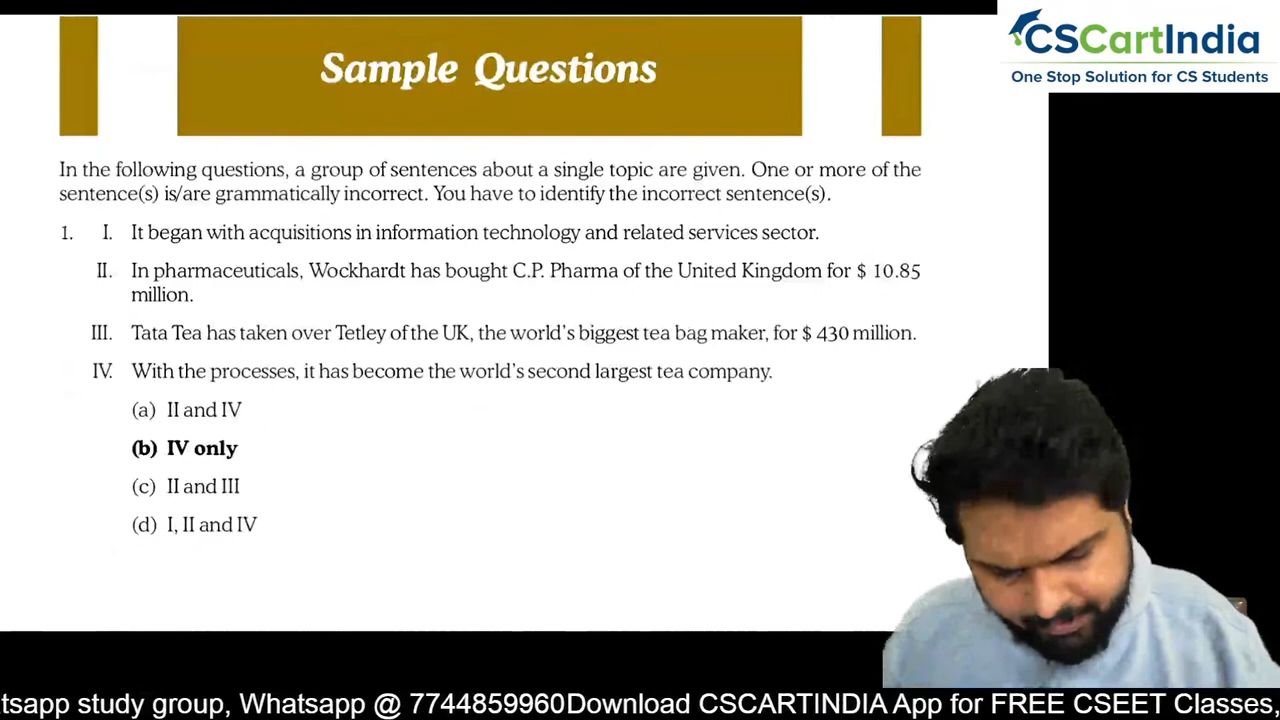 CSCartIndia
One Stop Solution for CS Students
Sample Questions
In the following questions, a group of sentences about a single topic are given. One or more of the
sentence(s) is/are grammatically incorrect. You have to identify the incorrect sentence(s).
1. I. It began with acquisitions in information technology and related services sector.
II. In pharmaceuticals, Wockhardt has bought C.P. Pharma of the United Kingdom for $ 10.85
million.
III. Tata Tea has taken over Tetley of the UK, the world's biggest tea bag maker, for $ 430 million.
IV. With the processes, it has become the world's second largest tea company.
(a) II and IV
(b) IV only
(c) II and III
(d) I, II and IV
tsapp study group, Whatsapp @ 7744859960Download CSCARTINDIA App for FREE CSEET Classes,